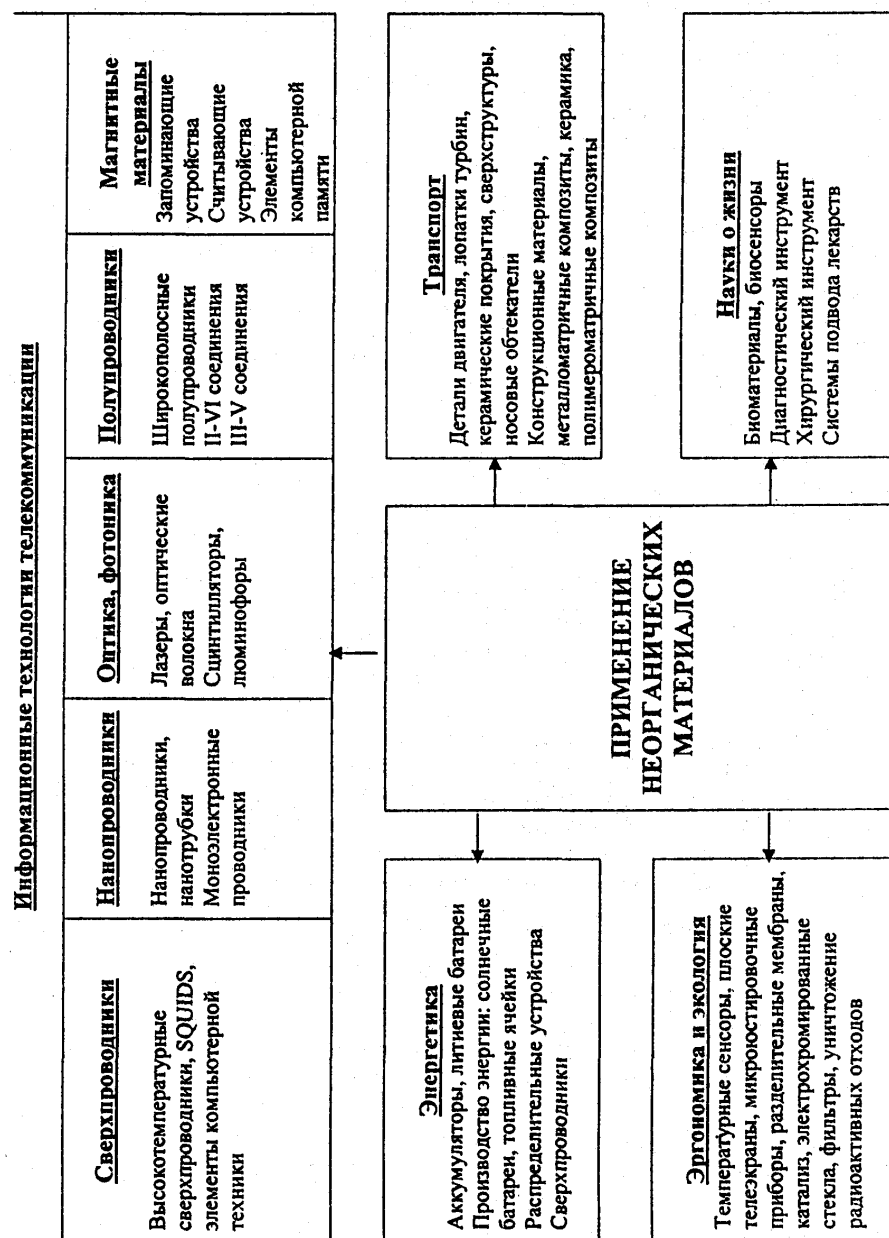 Информационные технологии телекоммуникации
Сверхпроводники
Высокотемпературные
сверхпроводники, SQUIDS,
элементы компьютерной
техники
Нанопроводники
Нанопроводники,
нанотрубки
Моноэлектронные
проводники
Оптика, фотоника
Лазеры, оптические
волокна
Сцинтилляторы,
люминофоры
Полупроводники
Широкополосные
полупроводники
II-VI соединения
III-V соединения
Магнитные
материалы
Запоминающие
устройства
Считывающие
устройства
Элементы
компьютерной
памяти
Энергетика
Аккумуляторы, литиевые батареи
Производство энергии: солнечные
батареи, топливные ячейки
Распределительные устройства
Сверхпроводники
Транспорт
Детали двигателя, лопатки турбин,
керамические покрытия, сверхструктуры,
носовые обтекатели
Конструкционные материалы,
металломатричные композиты, керамика,
полимероматричные композиты
ПРИМЕНЕНИЕ
НЕОРГАНИЧЕСКИХ
МАТЕРИАЛОВ
Эргономика и экология
Температурные сенсоры, плоские
телеэкраны, микроюстировочные
приборы, разделительные мембраны,
катализ, электрохромированные
стекла, фильтры, уничтожение
радиоактивных отходов
Науки о жизни
Биоматериалы, биосенсоры
Диагностический инструмент
Хирургический инструмент
Системы подвода лекарств